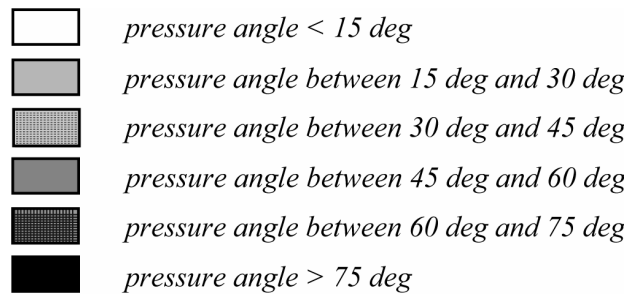 pressure angle < 15 deg
pressure angle between 15 deg and 30 deg
pressure angle between 30 deg and 45 deg
pressure angle between 45 deg and 60 deg
pressure angle between 60 deg and 75 deg
pressure angle > 75 deg